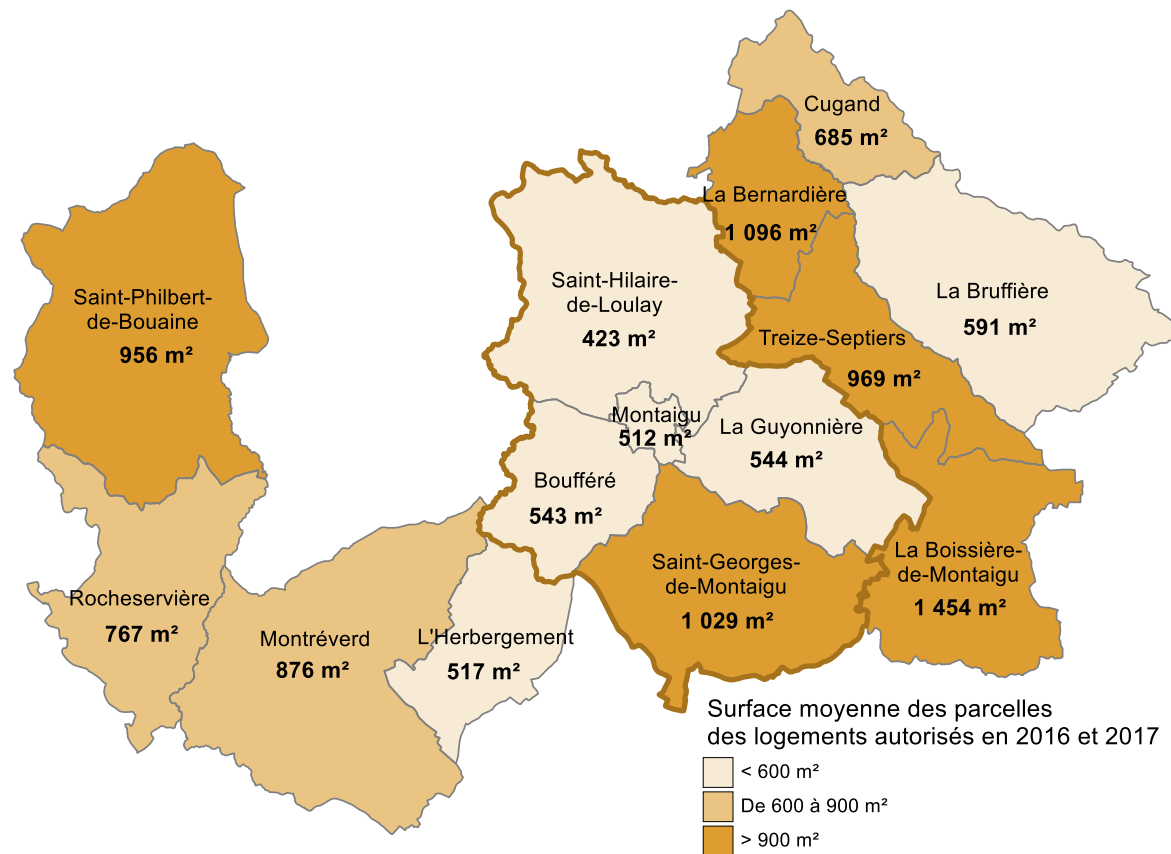 Cugand
685 m²
La Bernardière
1 096 m²
Saint-Hilaire-
de-Loulay
423 m²
La Bruffière
591 m²
Saint-Philbert-
de-Bouaine
956 m²
Treize-Septiers
969 m²
Montaigu
512 m²
La Guyonnière
544 m²
Boufféré
543 m²
Saint-Georges-
de-Montaigu
1 029 m²
La Boissière-
de-Montaigu
1 454 m²
Rocheservière
767 m²
Montréverd
876 m²
L'Herbergement
517 m²
Surface moyenne des parcelles
des logements autorisés en 2016 et 2017
< 600 m²
De 600 à 900 m²
> 900 m²